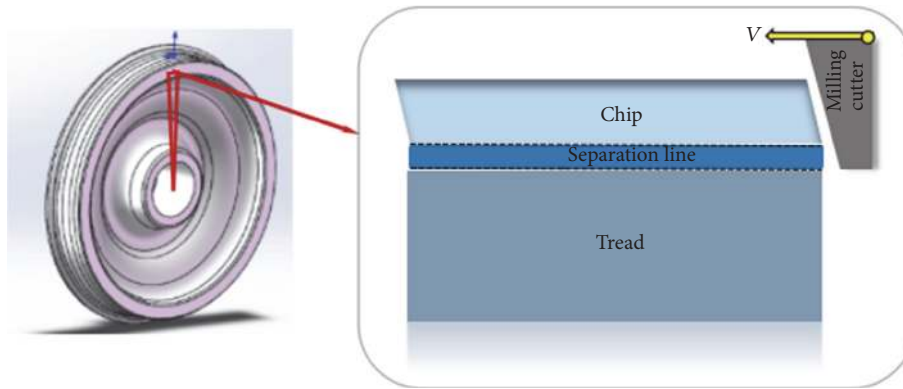 V
Milling
cutter
Chip
Separation line
Tread